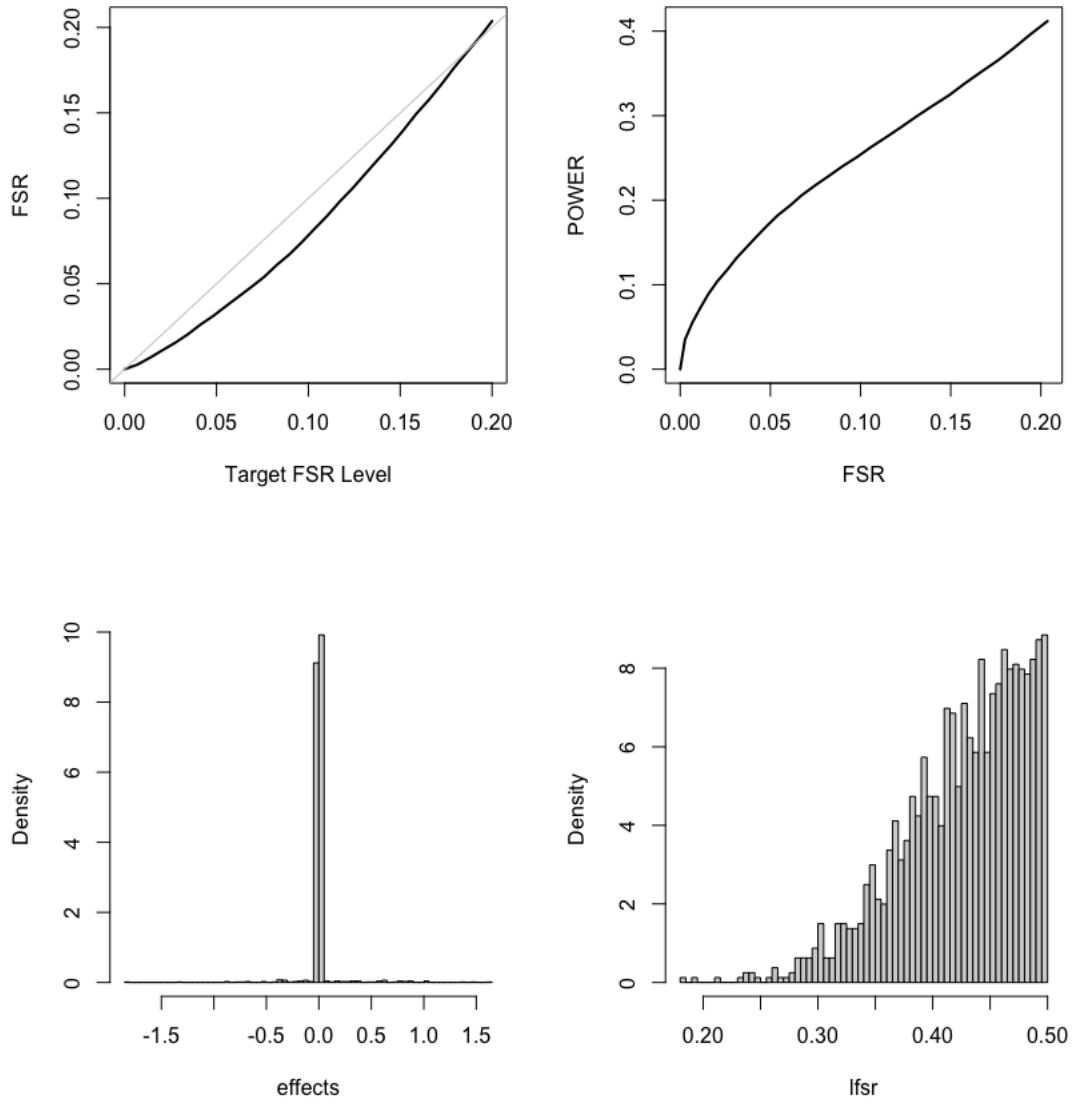 FSR
0.00 0.05 0.10 0.15 0.20
0.00 0.05 0.10 0.15 0.20
Target FSR Level
POWER
0.0 0.1 0.2 0.3 0.4
0.00 0.05 0.10 0.15 0.20
FSR
Density
0 2 4 6 8 10
-1.5 -0.5 0.0 0.5 1.0 1.5
effects
Density
0 2 4 6 8
0.20 0.30 0.40 0.50
lfsr